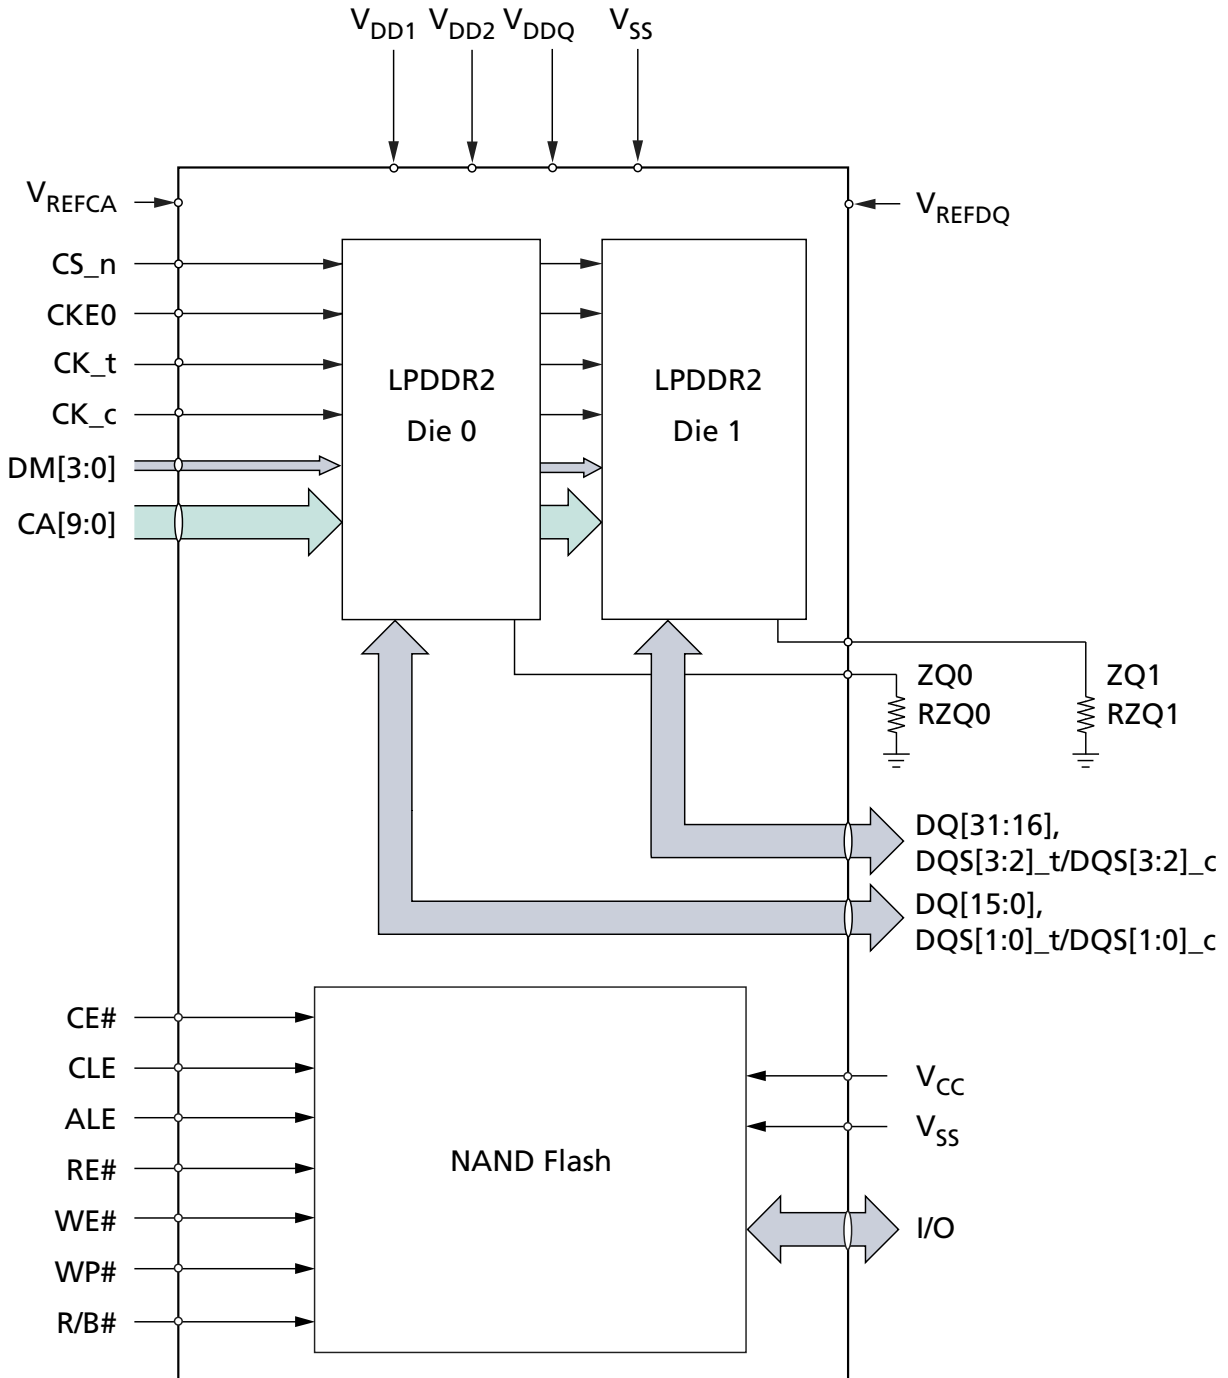 VDD1 VDD2 VDDQ VSS
VREFCA
VREFDQ
CS_n
CKE0
CK_t
CK_c
DM[3:0]
CA[9:0]
LPDDR2
Die 0
LPDDR2
Die 1
ZQ0
RZQ0
ZQ1
RZQ1
DQ[31:16],
DQS[3:2]_t/DQS[3:2]_c
DQ[15:0],
DQS[1:0]_t/DQS[1:0]_c
CE#
CLE
ALE
RE#
WE#
WP#
R/B#
NAND Flash
VCC
VSS
I/O